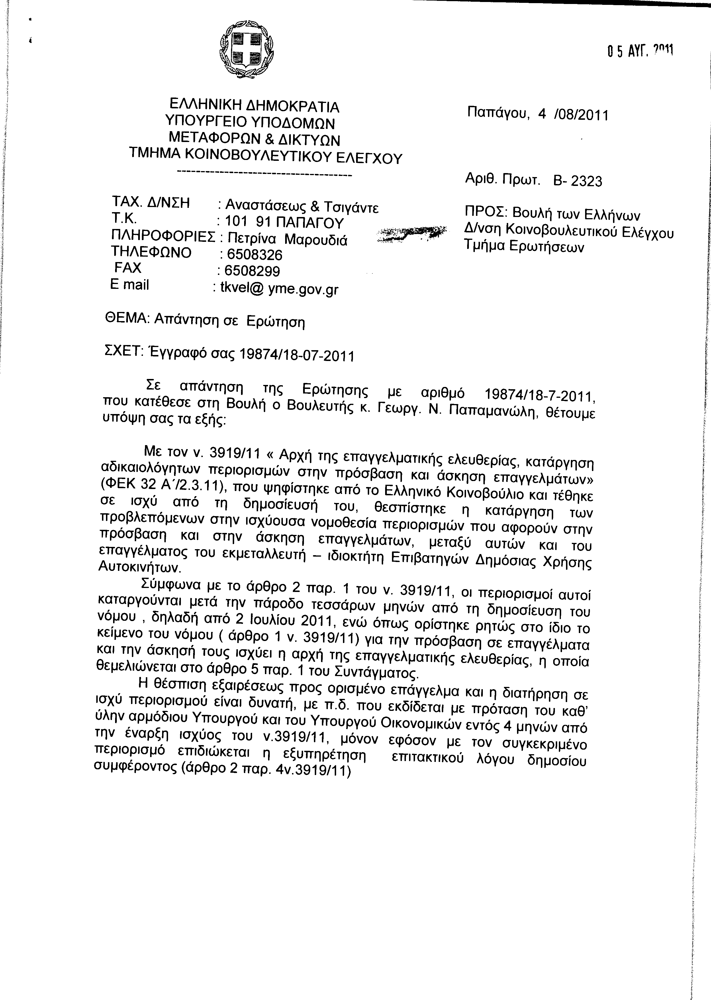 0 5 ΑΥΓ. 2011
ΕΛΛΗΝΙΚΗ ΔΗΜΟΚΡΑΤΙΑ
ΥΠΟΥΡΓΕΙΟ ΥΠΟΔΟΜΩΝ
ΜΕΤΑΦΟΡΩΝ & ΔΙΚΤΥΩΝ
ΤΜΗΜΑ ΚΟΙΝΟΒΟΥΛΕΥΤΙΚΟΥ ΕΛΕΓΧΟΥ
-------------------------------------
Παπάγου, 4 /08/2011
Αριθ. Πρωτ. Β- 2323
ΤΑΧ. Δ/ΝΣΗ : Αναστάσεως & Τσιγάντε
Τ.Κ. : 101 91 ΠΑΠΑΓΟΥ
ΠΛΗΡΟΦΟΡΙΕΣ : Πετρίνα Μαρουδιά
ΤΗΛΕΦΩΝΟ : 6508326
FAX : 6508299
E mail : tkvel@ yme.gov.gr
ΠΡΟΣ: Βουλή των Ελλήνων
Δ/νση Κοινοβουλευτικού Ελέγχου
Τμήμα Ερωτήσεων
ΘΕΜΑ: Απάντηση σε Ερώτηση
ΣΧΕΤ: Έγγραφό σας 19874/18-07-2011
Σε απάντηση της Ερώτησης με αριθμό 19874/18-7-2011,
που κατέθεσε στη Βουλή ο Βουλευτής κ. Γεωργ. Ν. Παπαμανώλη, θέτουμε
υπόψη σας τα εξής:
Με τον ν. 3919/11 « Αρχή της επαγγελματικής ελευθερίας, κατάργηση
αδικαιολόγητων περιορισμών στην πρόσβαση και άσκηση επαγγελμάτων»
(ΦΕΚ 32 Α΄/2.3.11), που ψηφίστηκε από το Ελληνικό Κοινοβούλιο και τέθηκε
σε ισχύ από τη δημοσίευσή του, θεσπίστηκε η κατάργηση των
προβλεπόμενων στην ισχύουσα νομοθεσία περιορισμών που αφορούν στην
πρόσβαση και στην άσκηση επαγγελμάτων, μεταξύ αυτών και του
επαγγέλματος του εκμεταλλευτή – ιδιοκτήτη Επιβατηγών Δημόσιας Χρήσης
Αυτοκινήτων.
Σύμφωνα με το άρθρο 2 παρ. 1 του ν. 3919/11, οι περιορισμοί αυτοί
καταργούνται μετά την πάροδο τεσσάρων μηνών από τη δημοσίευση του
νόμου , δηλαδή από 2 Ιουλίου 2011, ενώ όπως ορίστηκε ρητώς στο ίδιο το
κείμενο του νόμου ( άρθρο 1 ν. 3919/11) για την πρόσβαση σε επαγγέλματα
και την άσκησή τους ισχύει η αρχή της επαγγελματικής ελευθερίας, η οποία
θεμελιώνεται στο άρθρο 5 παρ. 1 του Συντάγματος.
Η θέσπιση εξαιρέσεως προς ορισμένο επάγγελμα και η διατήρηση σε
ισχύ περιορισμού είναι δυνατή, με π.δ. που εκδίδεται με πρόταση του καθ’
ύλην αρμόδιου Υπουργού και του Υπουργού Οικονομικών εντός 4 μηνών από
την έναρξη ισχύος του ν.3919/11, μόνον εφόσον με τον συγκεκριμένο
περιορισμό επιδιώκεται η εξυπηρέτηση επιτακτικού λόγου δημοσίου
συμφέροντος (άρθρο 2 παρ. 4ν.3919/11)